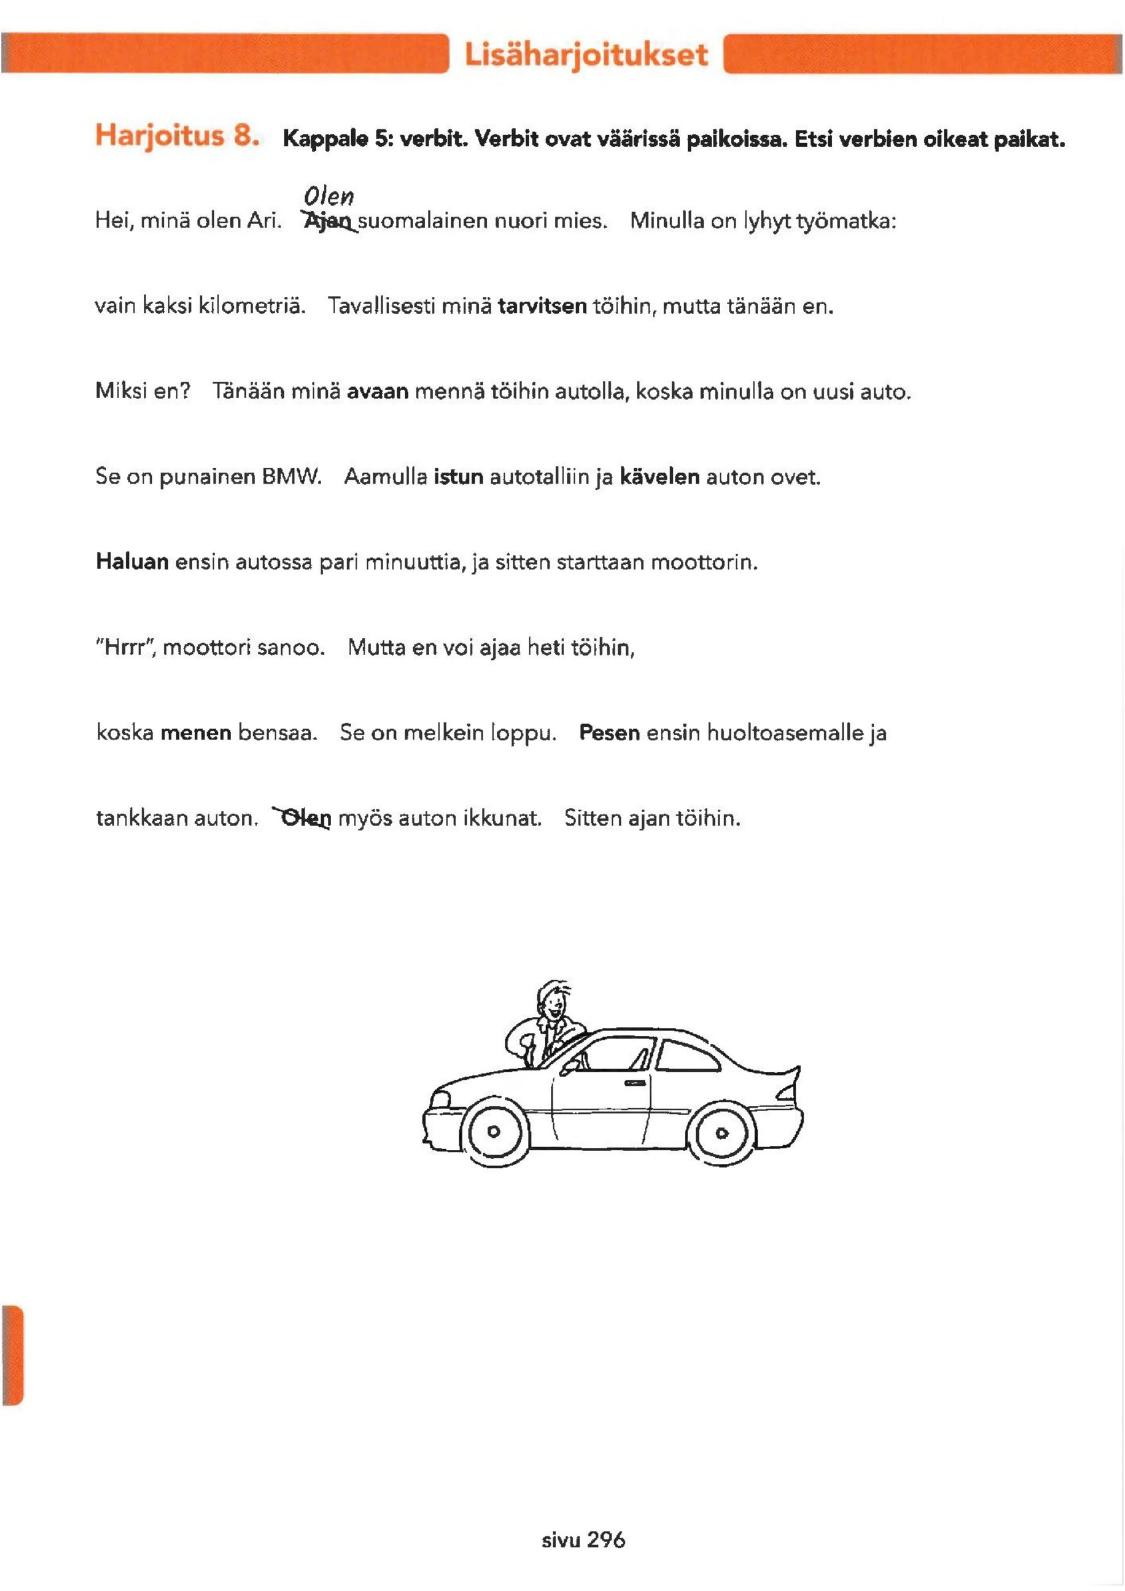 Lisäharjoitukset
Harjoitus 8. Kappale 5: verbit. Verbit ovat väärissä paikoissa. Etsi verbien oikeat paikat.
Olen
Hei, minä olen Ari. Ajan suomalainen nuori mies. Minulla on lyhyt työmatka:
vain kaksi kilometriä. Tavallisesti minä tarvitsen töihin, mutta tänään en.
Miksi en? Tänään minä avaan mennä töihin autolla, koska minulla on uusi auto.
Se on punainen BMW. Aamulla istun autotalliin ja kävelen auton ovet.
Haluan ensin autossa pari minuuttia, ja sitten starttaan moottorin.
"Hrrr", moottori sanoo. Mutta en voi ajaa heti töihin,
koska menen bensaa. Se on melkein loppu. Pesen ensin huoltoasemalle ja
tankkaan auton. Olen myös auton ikkunat. Sitten ajan töihin.
sivu 296